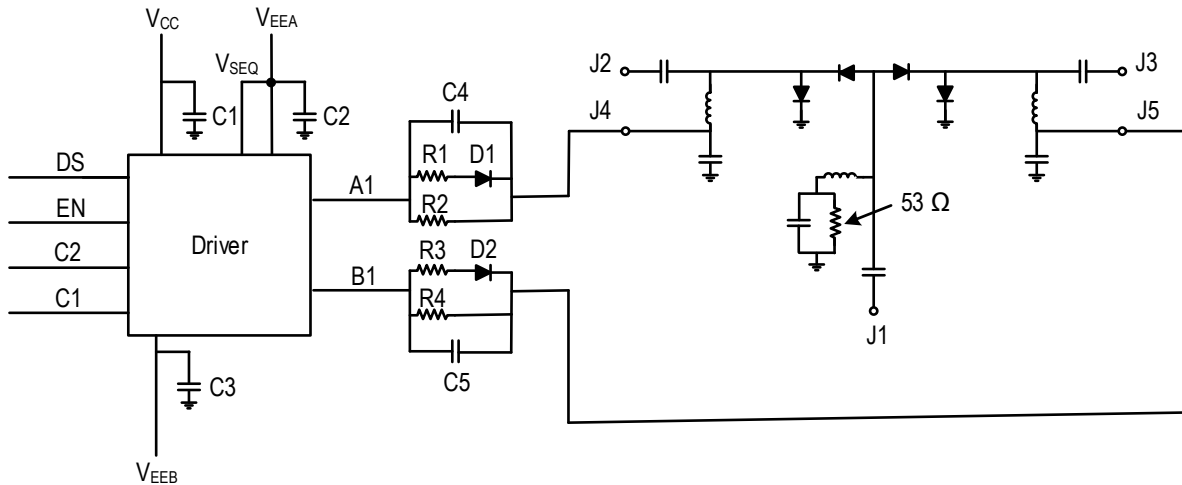 VCC
VEEA
VSEQ
C1
C2
C4
J2
J3
J4
J5
DS
R1
D1
A1
EN
R2
53 Ω
C2
Driver
R3
D2
B1
C1
R4
J1
C3
C5
VEEB